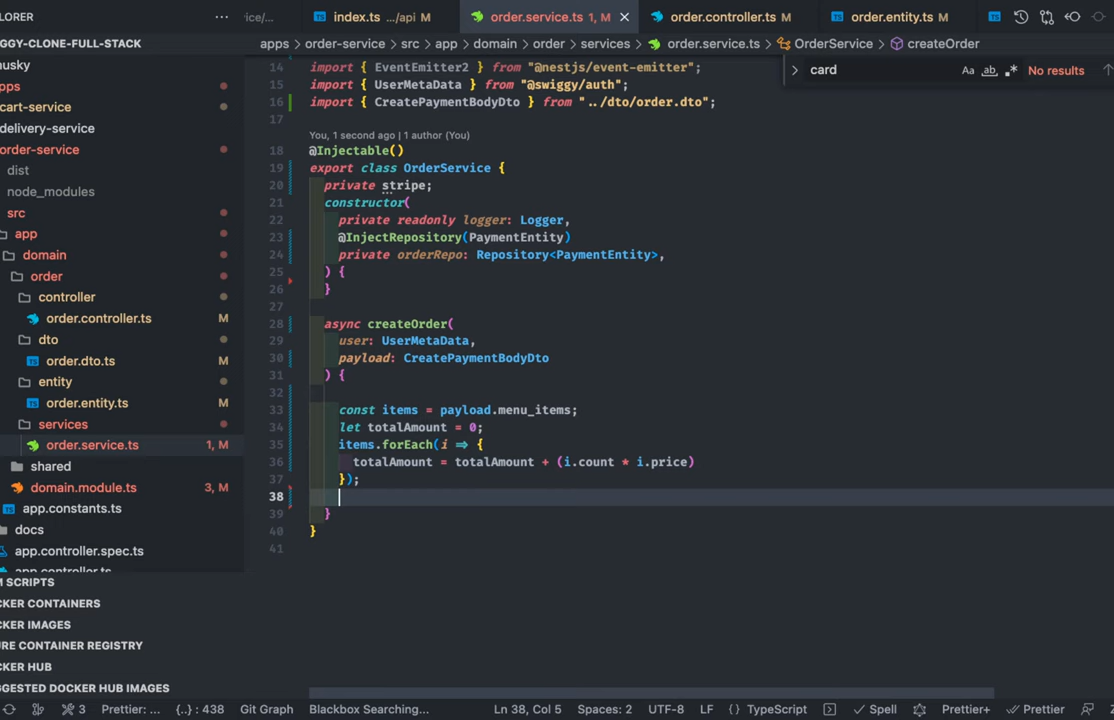 LORER ··· vice/... index.ts .../api M order.service.ts 1, M order.controller.ts M order.entity.ts M
GGY-CLONE-FULL-STACK
apps > order-service > src > app > domain > order > services > order.service.ts > OrderService > createOrder
card
Aa ab .* No results
usky
pps
cart-service
delivery-service
order-service
dist
node_modules
src
app
domain
order
controller
order.controller.ts M
dto
order.dto.ts M
entity
order.entity.ts M
services
order.service.ts 1, M
shared
domain.module.ts 3, M
app.constants.ts
docs
app.controller.spec.ts
app.controller.ts
M SCRIPTS
CKER CONTAINERS
CKER IMAGES
URE CONTAINER REGISTRY
CKER HUB
GGESTED DOCKER HUB IMAGES
14 import { EventEmitter2 } from "@nestjs/event-emitter";
15 import { UserMetaData } from "@swiggy/auth";
16 import { CreatePaymentBodyDto } from "../dto/order.dto";
17
You, 1 second ago | 1 author (You)
18 @Injectable()
19 export class OrderService {
20 private stripe;
21 constructor(
22 private readonly logger: Logger,
23 @InjectRepository(PaymentEntity)
24 private orderRepo: Repository<PaymentEntity>,
25 ) {
26 }
27
28 async createOrder(
29 user: UserMetaData,
30 payload: CreatePaymentBodyDto
31 ) {
32
33 const items = payload.menu_items;
34 let totalAmount = 0;
35 items.forEach(i => {
36 totalAmount = totalAmount + (i.count * i.price)
37 });
38
39 }
40 }
41
3 Prettier: ... {..} : 438 Git Graph Blackbox Searching... Ln 38, Col 5 Spaces: 2 UTF-8 LF {} TypeScript Spell Prettier+ Prettier